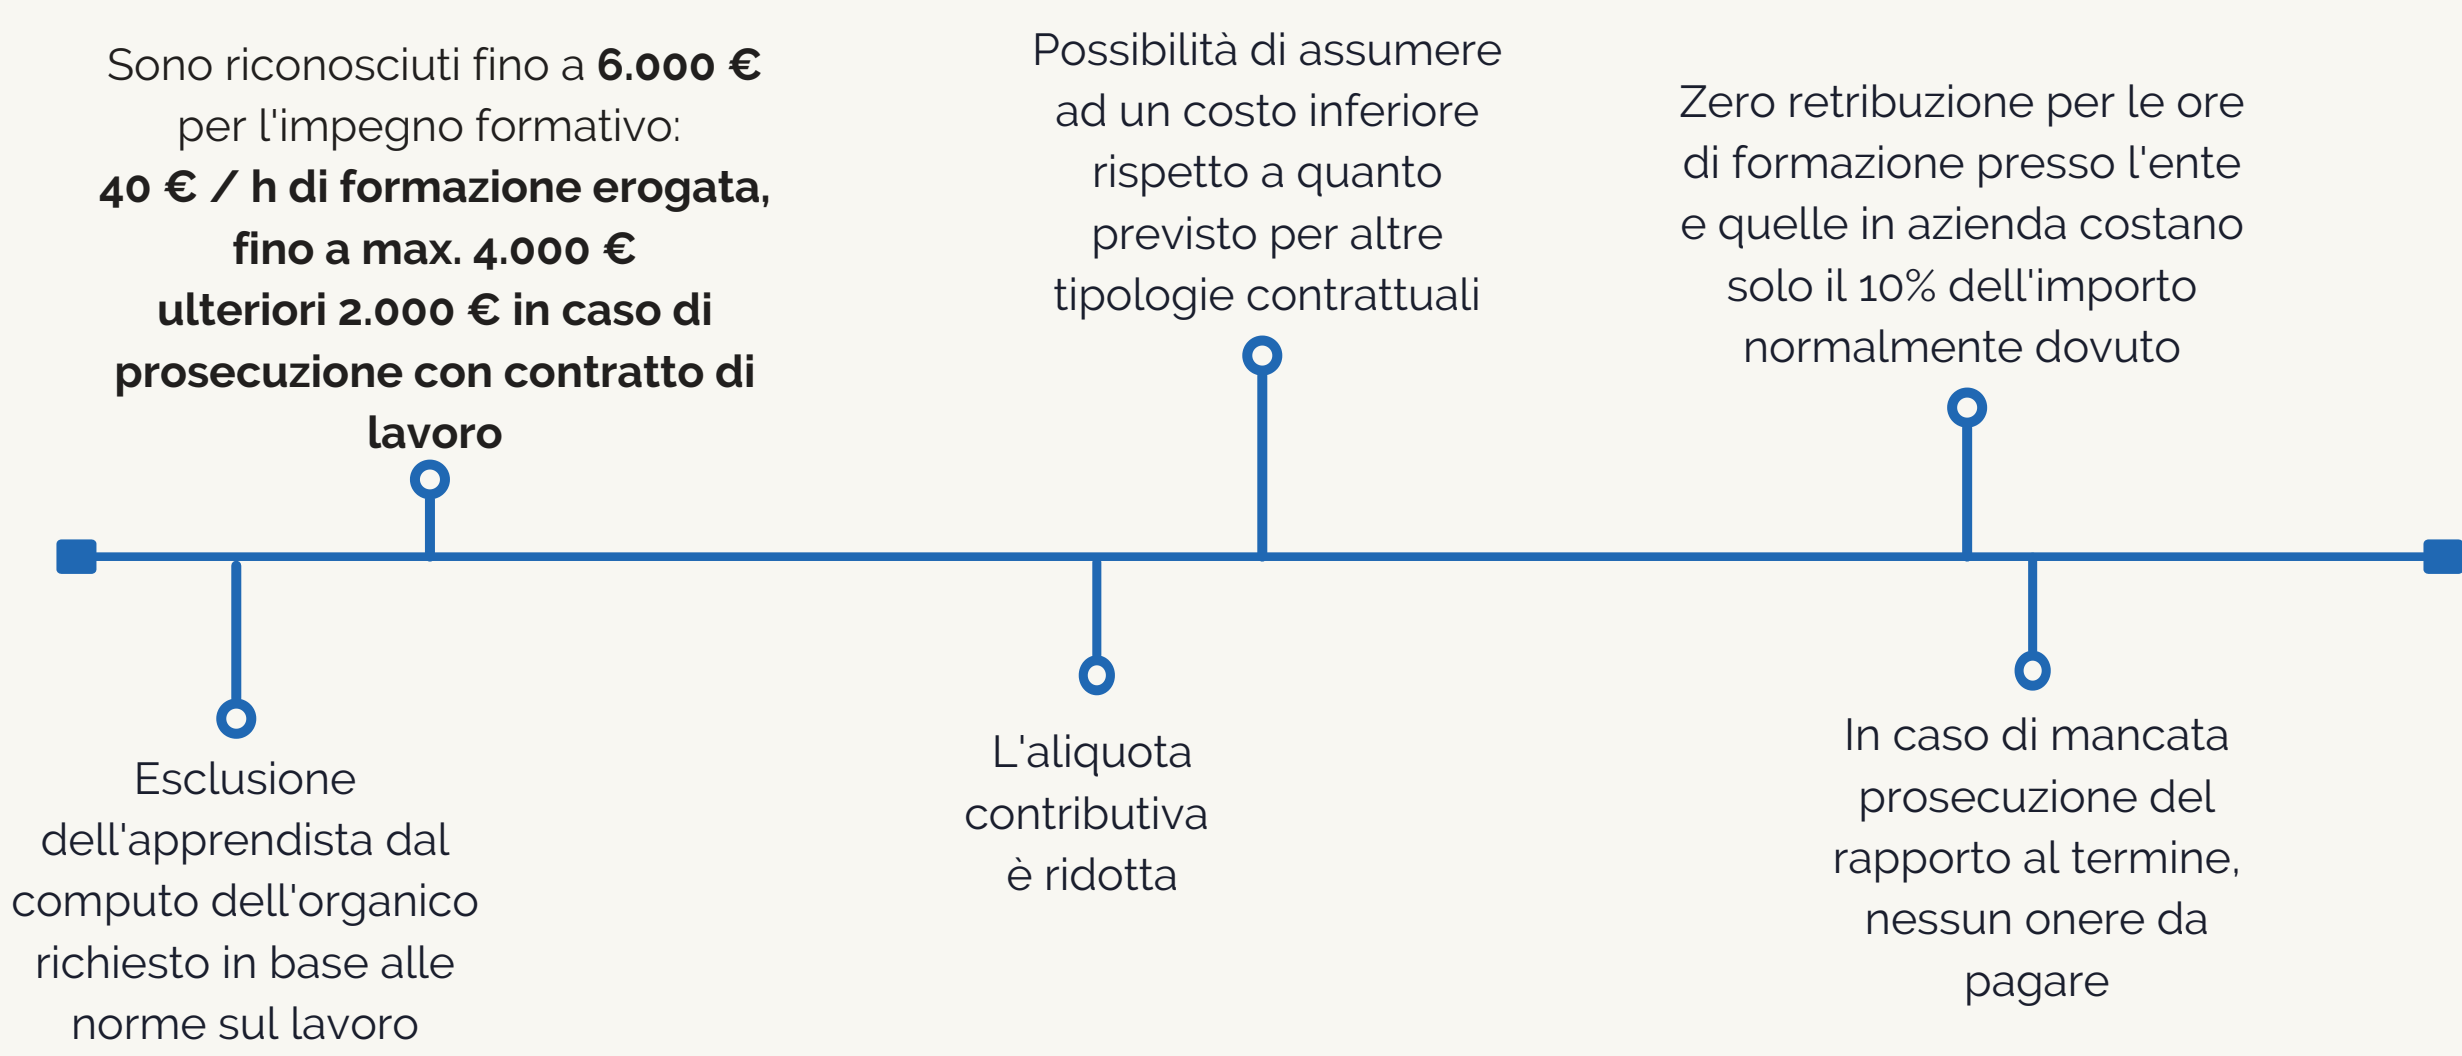 Sono riconosciuti fino a 6.000 €
per l'impegno formativo:
40 € / h di formazione erogata,
fino a max. 4.000 €
ulteriori 2.000 € in caso di
prosecuzione con contratto di
lavoro
Possibilità di assumere
ad un costo inferiore
rispetto a quanto
previsto per altre
tipologie contrattuali
Zero retribuzione per le ore
di formazione presso l'ente
e quelle in azienda costano
solo il 10% dell'importo
normalmente dovuto
Esclusione
dell'apprendista dal
computo dell'organico
richiesto in base alle
norme sul lavoro
L'aliquota
contributiva
è ridotta
In caso di mancata
prosecuzione del
rapporto al termine,
nessun onere da
pagare